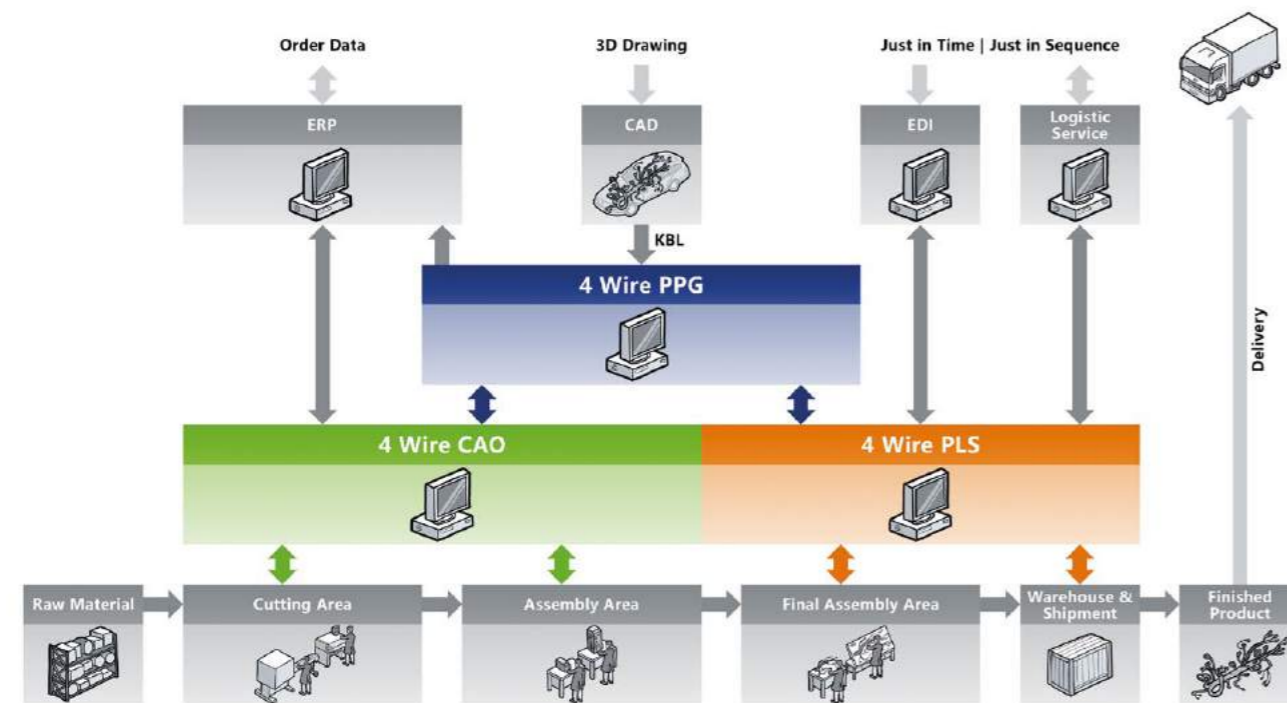 Order Data
3D Drawing
Just in Time | Just in Sequence
ERP
CAD
EDI
Logistic
Service
KBL
4 Wire PPG
Delivery
4 Wire CAO
4 Wire PLS
Raw Material
Cutting Area
Assembly Area
Final Assembly Area
Warehouse &
Shipment
Finished
Product